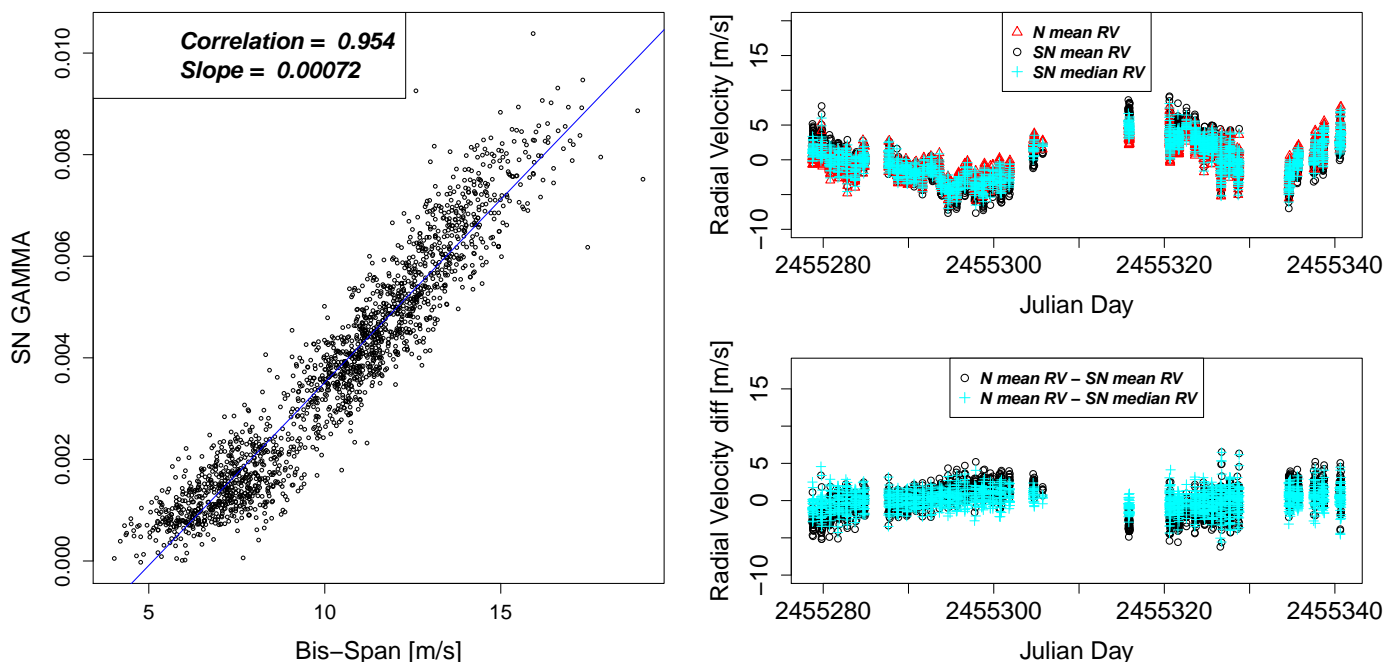 Correlation = 0.954
Slope = 0.00072
SN GAMMA
0.000
0.002
0.004
0.006
0.008
0.010
5
10
15
Bis−Span [m/s]
N mean RV
SN mean RV
SN median RV
Radial Velocity [m/s]
−10
0
5
15
2455280
2455300
2455320
2455340
Julian Day
N mean RV − SN mean RV
N mean RV − SN median RV
Radial Velocity diff [m/s]
−10
0
5
15
2455280
2455300
2455320
2455340
Julian Day